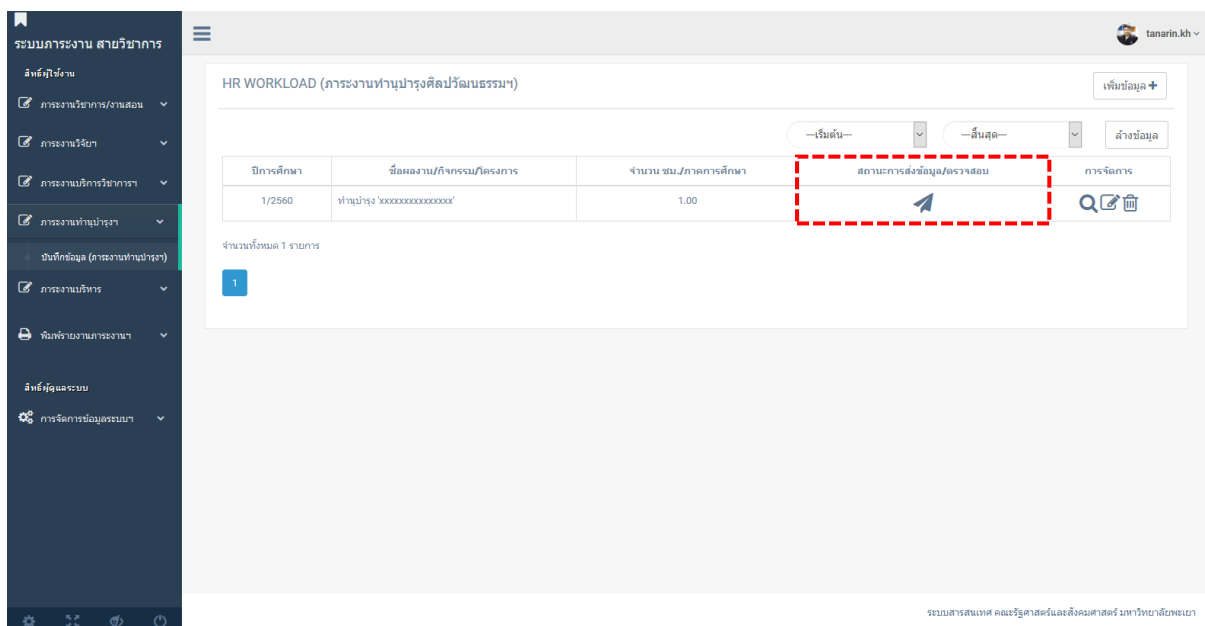 ระบบภาระงาน สายวิชาการ
tanarin.kh
สิทธิ์ผู้ใช้งาน
ภาระงานวิชาการ/งานสอน
ภาระงานวิจัยฯ
ภาระงานบริการวิชาการฯ
ภาระงานทำนุบำรุงฯ
บันทึกข้อมูล (ภาระงานทำนุบำรุงฯ)
ภาระงานบริหาร
พิมพ์รายงานภาระงานฯ
สิทธิ์ผู้ดูแลระบบ
การจัดการข้อมูลระบบฯ
HR WORKLOAD (ภาระงานทำนุบำรุงศิลปวัฒนธรรมฯ)
เพิ่มข้อมูล
---เริ่มต้น---
---สิ้นสุด---
ล้างข้อมูล
ปีการศึกษา ชื่อผลงาน/กิจกรรม/โครงการ จำนวน ชม./ภาคการศึกษา สถานะการส่งข้อมูล/ตรวจสอบ การจัดการ
1/2560 ทำนุบำรุง 'xxxxxxxxxxxxxxx' 1.00
จำนวนทั้งหมด 1 รายการ
1
ระบบสารสนเทศ คณะรัฐศาสตร์และสังคมศาสตร์ มหาวิทยาลัยพะเยา